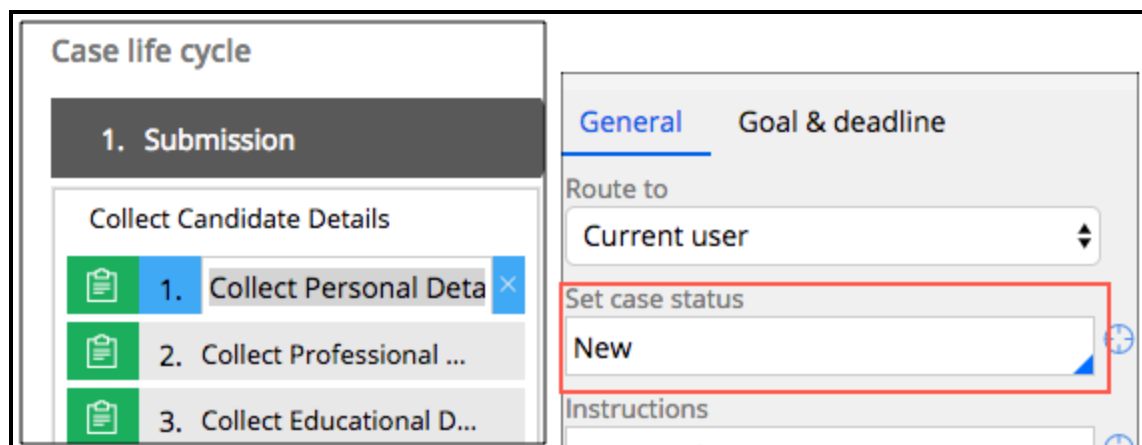 Case life cycle
1. Submission
Collect Candidate Details
1. Collect Personal Deta
2. Collect Professional ...
3. Collect Educational D...
General Goal & deadline
Route to
Current user
Set case status
New
Instructions